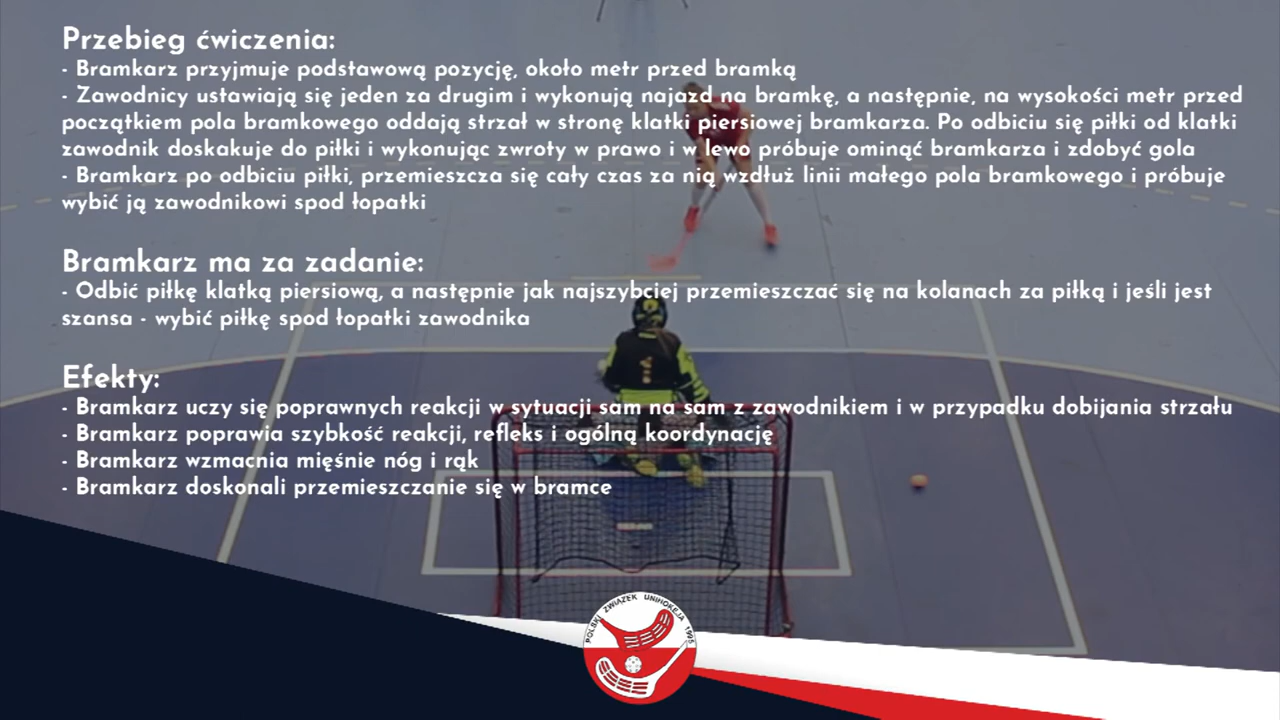 Przebieg ćwiczenia:
- Bramkarz przyjmuje podstawową pozycję, około metr przed bramką
- Zawodnicy ustawiają się jeden za drugim i wykonują najazd na bramkę, a następnie, na wysokości metr przed
początkiem pola bramkowego oddają strzał w stronę klatki piersiowej bramkarza. Po odbiciu się piłki od klatki
zawodnik doskakuje do piłki i wykonując zwroty w prawo i w lewo próbuje ominąć bramkarza i zdobyć gola
- Bramkarz po odbiciu piłki, przemieszcza się cały czas za nią wzdłuż linii małego pola bramkowego i próbuje
wybić ją zawodnikowi spod łopatki
Bramkarz ma za zadanie:
- Odbić piłkę klatką piersiową, a następnie jak najszybciej przemieszczać się na kolanach za piłką i jeśli jest
szansa - wybić piłkę spod łopatki zawodnika
Efekty:
- Bramkarz uczy się poprawnych reakcji w sytuacji sam na sam z zawodnikiem i w przypadku dobijania strzału
- Bramkarz poprawia szybkość reakcji, refleks i ogólną koordynację
- Bramkarz wzmacnia mięśnie nóg i rąk
- Bramkarz doskonali przemieszczanie się w bramce
POLSKI ZWIĄZEK UNIHOKEJA 1995